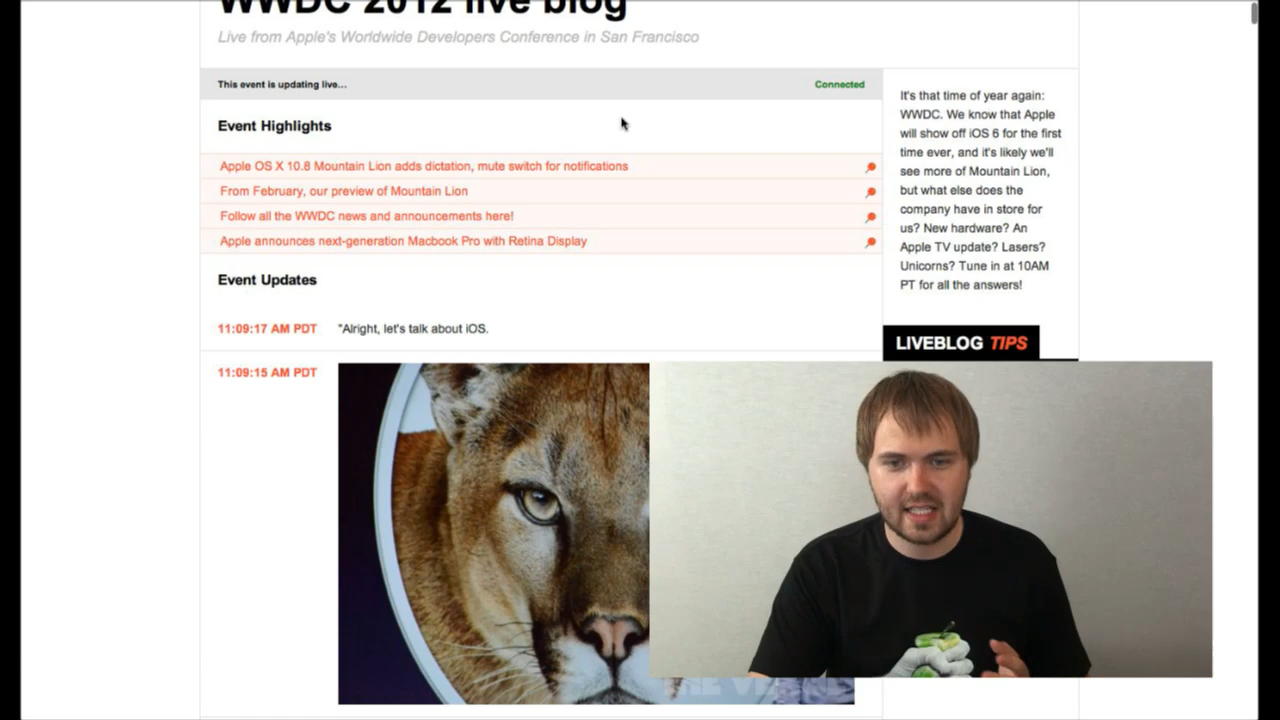 WWDC 2012 live blog
Live from Apple's Worldwide Developers Conference in San Francisco
This event is updating live...
Connected
Event Highlights
Apple OS X 10.8 Mountain Lion adds dictation, mute switch for notifications
From February, our preview of Mountain Lion
Follow all the WWDC news and announcements here!
Apple announces next-generation Macbook Pro with Retina Display
Event Updates
11:09:17 AM PDT
"Alright, let's talk about iOS.
11:09:15 AM PDT
It's that time of year again:
WWDC. We know that Apple
will show off iOS 6 for the first
time ever, and it's likely we'll
see more of Mountain Lion,
but what else does the
company have in store for
us? New hardware? An
Apple TV update? Lasers?
Unicorns? Tune in at 10AM
PT for all the answers!
LIVEBLOG TIPS